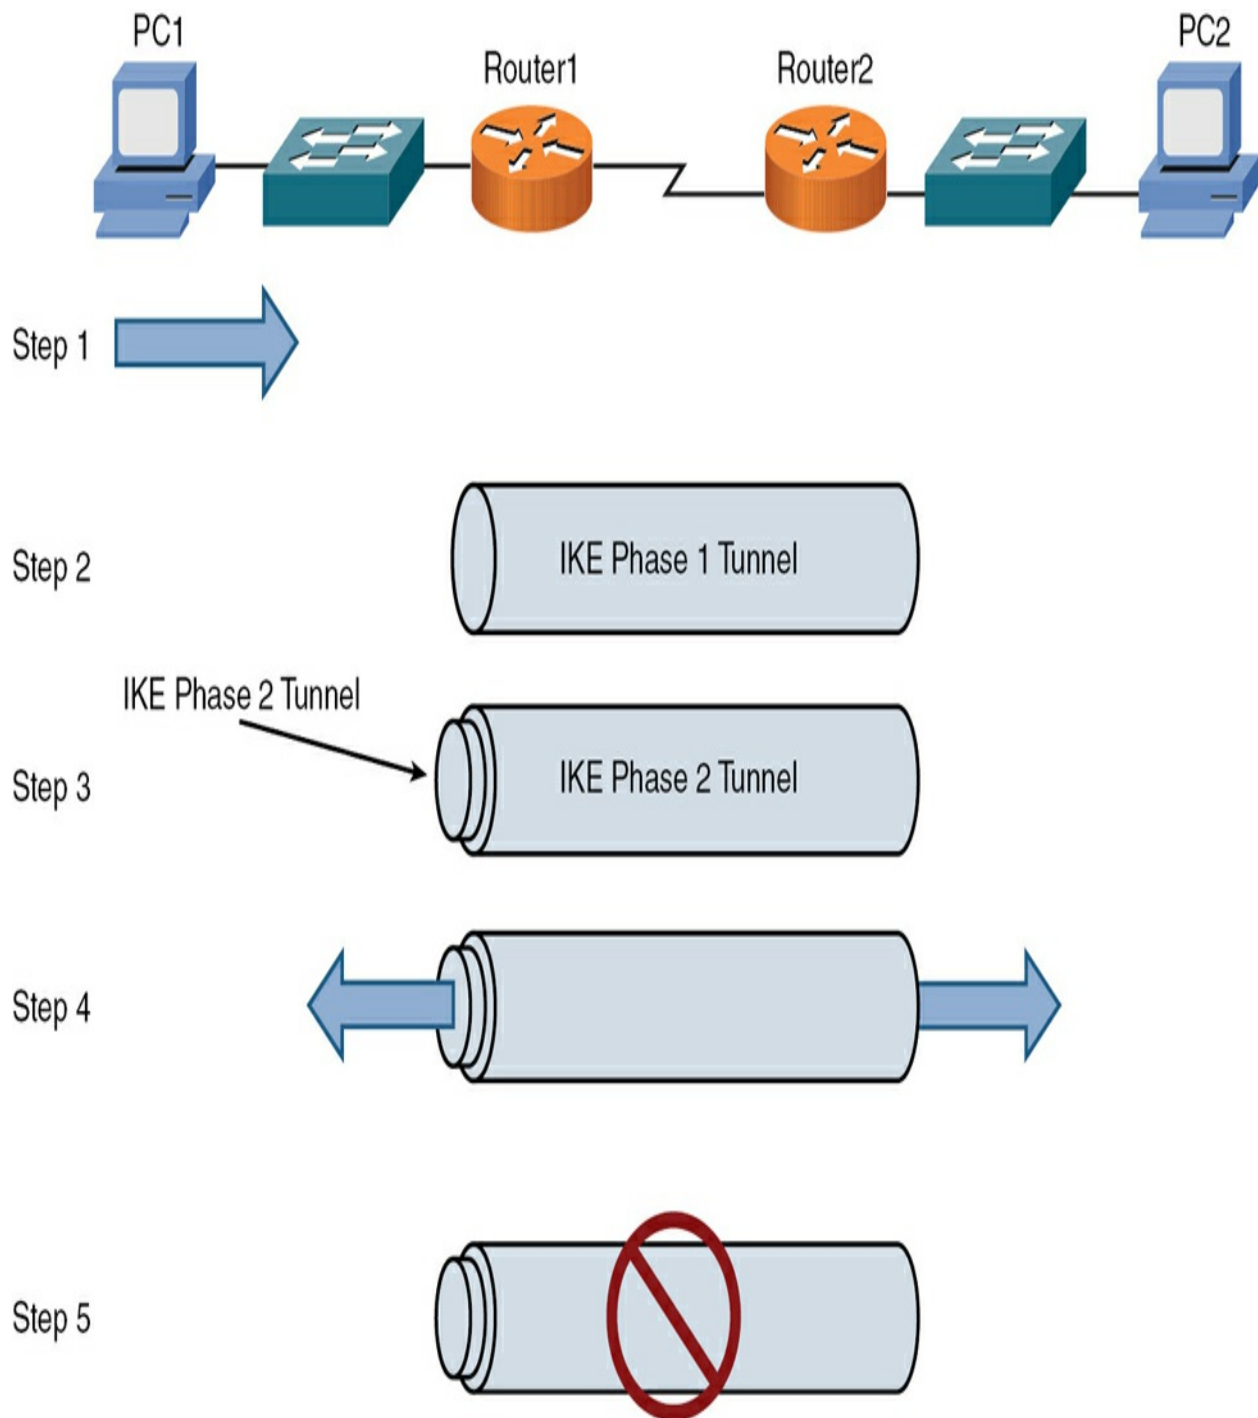 PC1
PC2
Router1
Router2
Step 1
Step 2
IKE Phase 1 Tunnel
IKE Phase 2 Tunnel
Step 3
IKE Phase 2 Tunnel
Step 4
Step 5